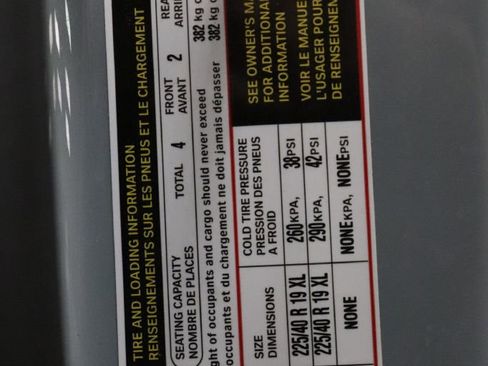 TIRE AND LOADING INFORMATION
RENSEIGNEMENTS SUR LES PNEUS ET LE CHARGEMENT
SEATING CAPACITY TOTAL 4 FRONT 2
NOMBRE DE PLACES AVANT
ght of occupants and cargo should never exceed 382 kg
occupants et du chargement ne doit jamais dépasser 382 kg
SIZE COLD TIRE PRESSURE
DIMENSIONS PRESSION DES PNEUS
A FROID
225/40 R 19 XL 260KPA, 38PSI
225/40 R 19 XL 290KPA, 42PSI
NONE NONEKPA, NONEPSI
SEE OWNER'S
FOR ADDITIONAL
INFORMATION
VOIR LE MANUEL
L'USAGER POUR
DE RENSEIGNEM